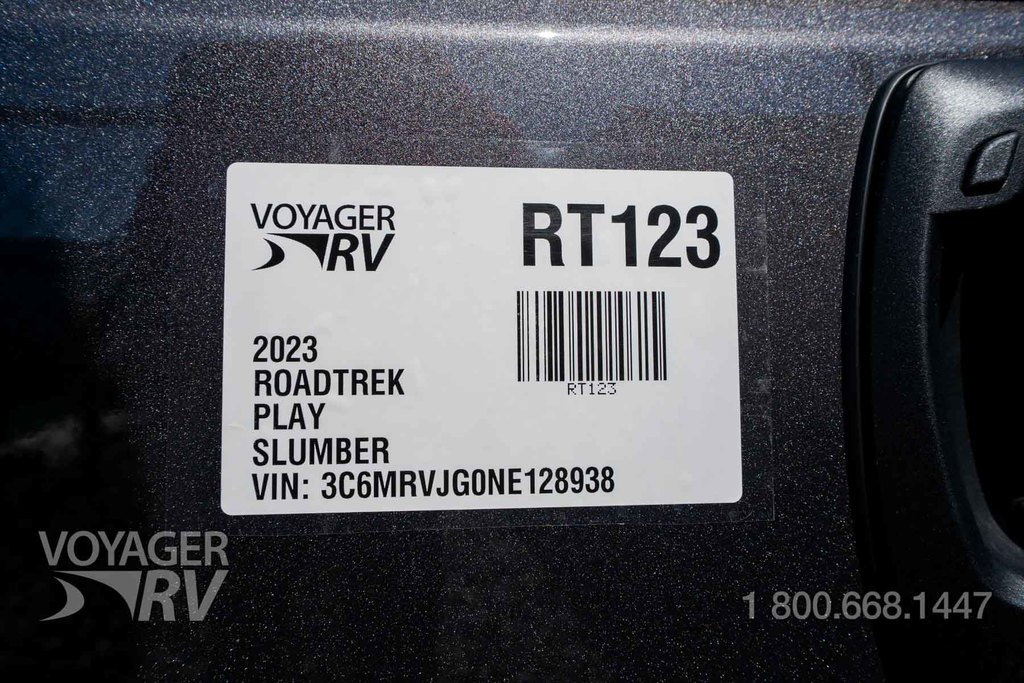 VOYAGER
RV
RT123
RT123
2023
ROADTREK
PLAY
SLUMBER
VIN: 3C6MRVJG0NE128938
VOYAGER
RV
1 800.668.1447